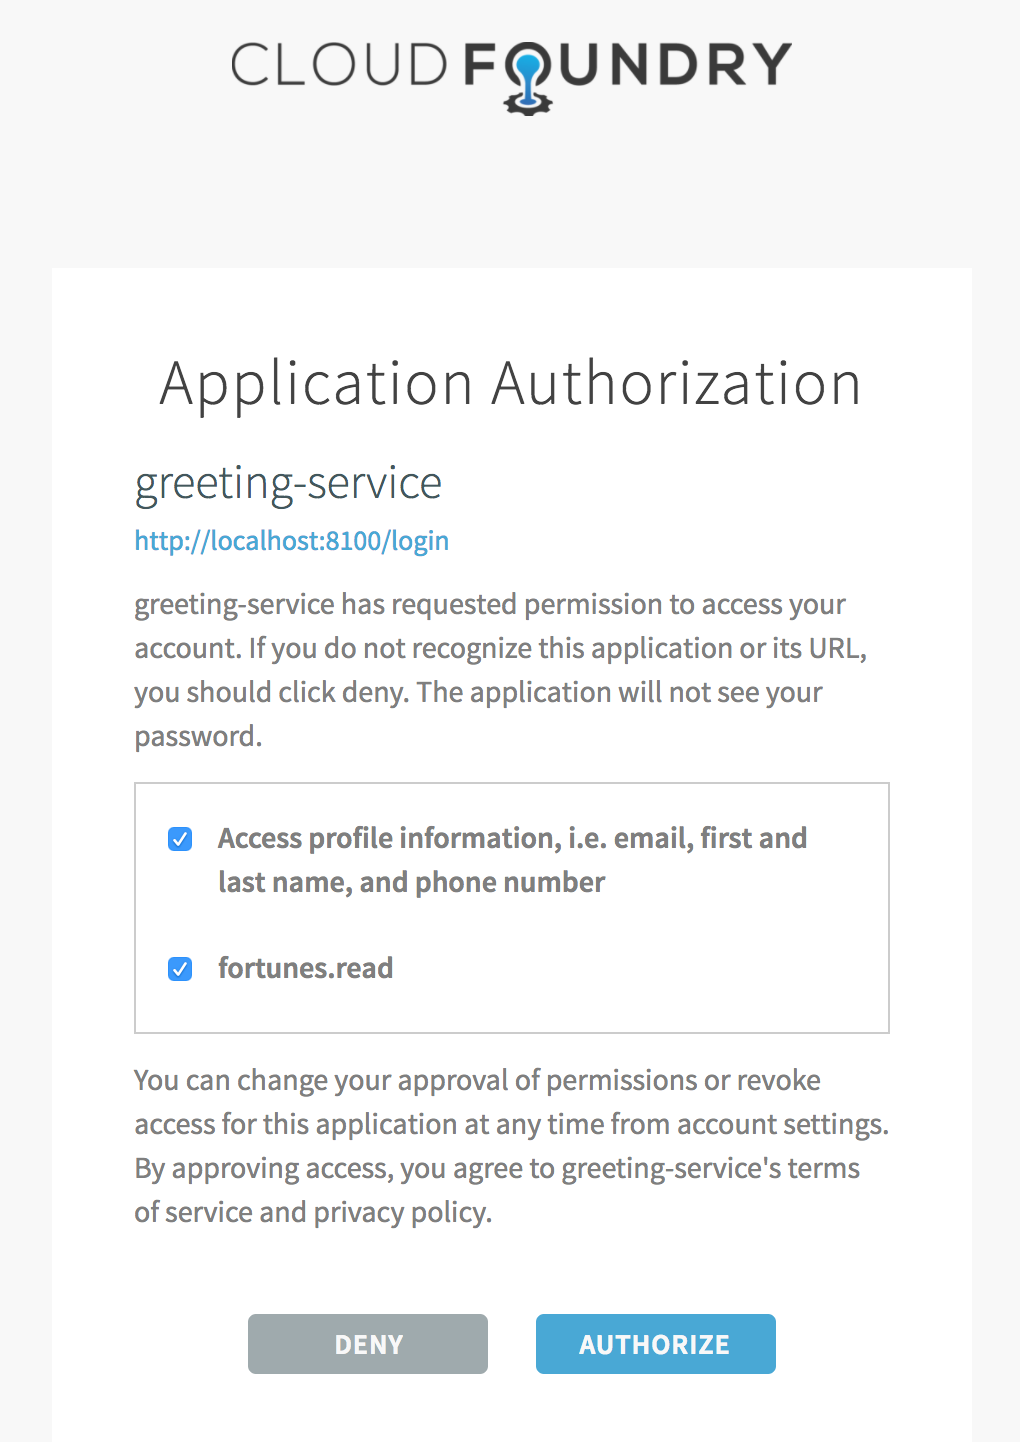 CLOUD FOUNDRY
Application Authorization
greeting-service
http://localhost:8100/login
greeting-service has requested permission to access your
account. If you do not recognize this application or its URL,
you should click deny. The application will not see your
password.
Access profile information, i.e. email, first and
last name, and phone number
fortunes.read
You can change your approval of permissions or revoke
access for this application at any time from account settings.
By approving access, you agree to greeting-service's terms
of service and privacy policy.
DENY
AUTHORIZE